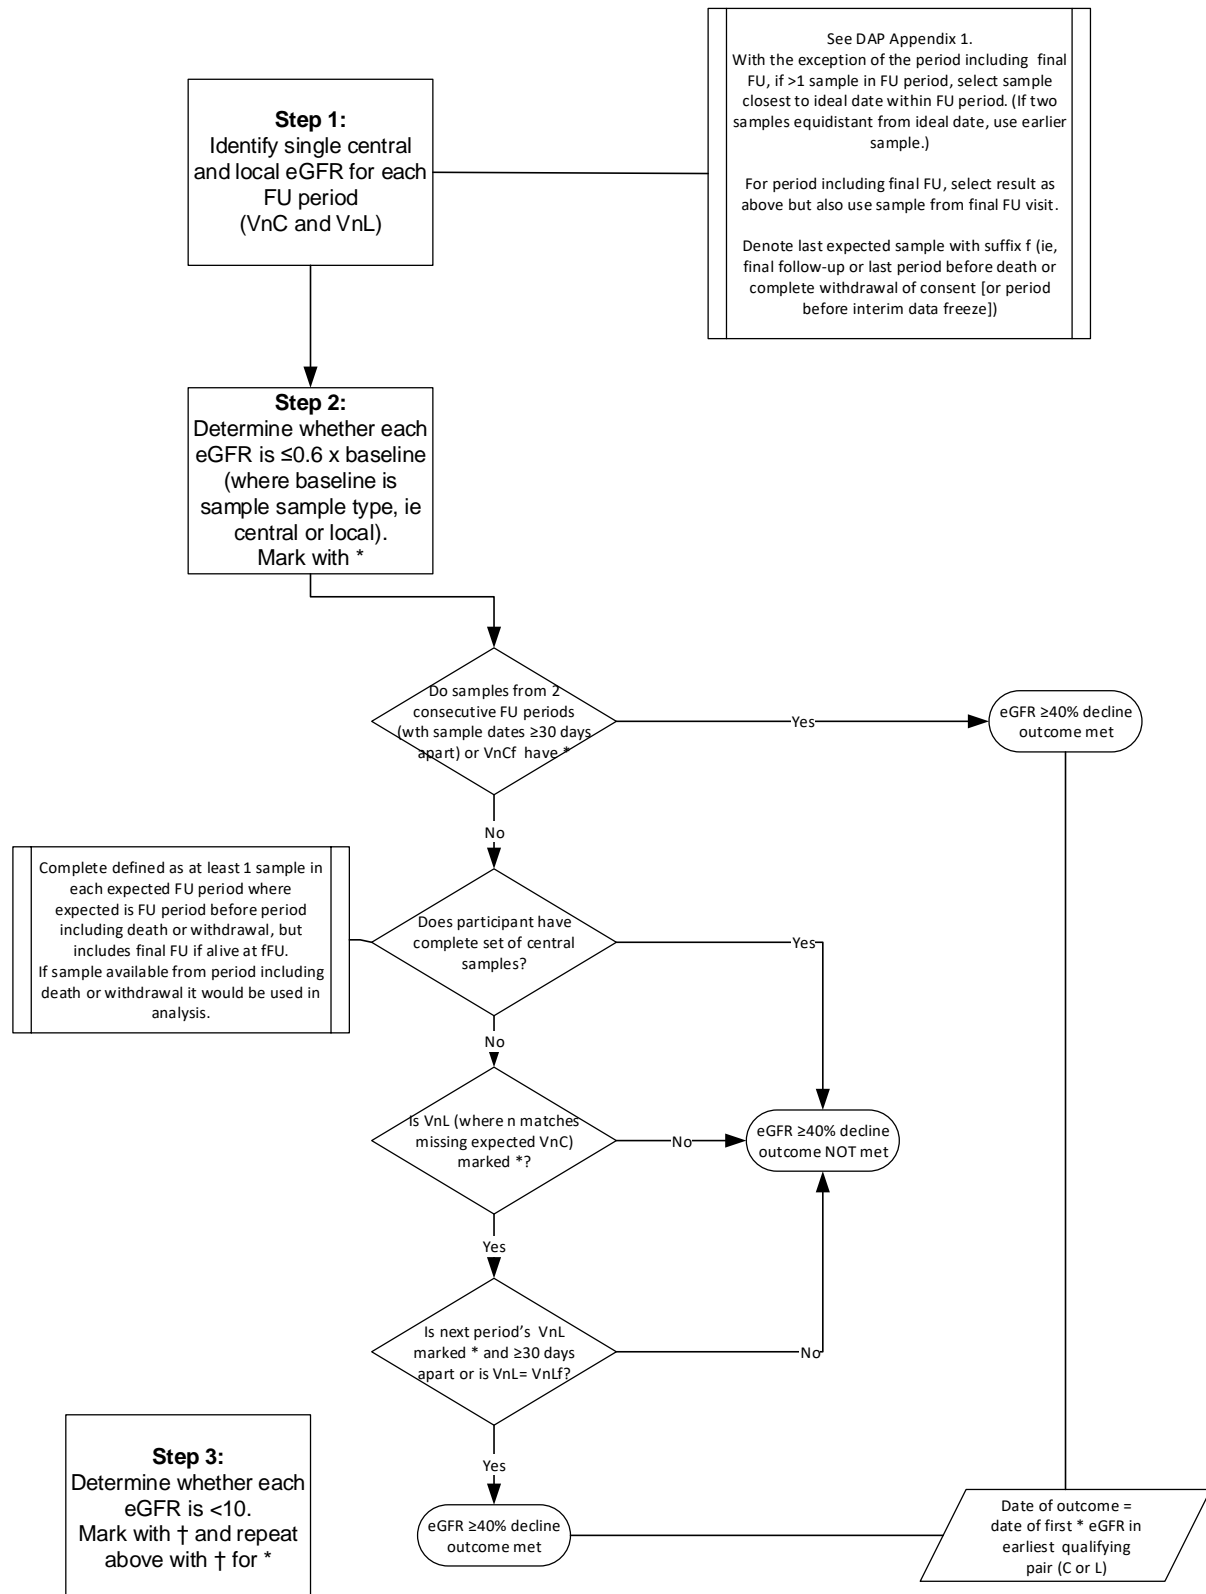 See DAP Appendix 1.
With the exception of the period including final
FU, if >1 sample in FU period, select sample
closest to ideal date within FU period. (If two
samples equidistant from ideal date, use earlier
sample.)
For period including final FU, select result as
above but also use sample from final FU visit.
Denote last expected sample with suffix f (ie,
final follow-up or last period before death or
complete withdrawal of consent [or period
before interim data freeze])
Step 1:
Identify single central
and local eGFR for each
FU period
(VnC and VnL)
Step 2:
Determine whether each
eGFR is ≤0.6 x baseline
(where baseline is
sample sample type, ie
central or local).
Mark with *
Do samples from 2
consecutive FU periods
(wth sample dates ≥30 days
apart) or VnCf have *
Yes
eGFR ≥40% decline
outcome met
No
Complete defined as at least 1 sample in
each expected FU period where
expected is FU period before period
including death or withdrawal, but
includes final FU if alive at fFU.
If sample available from period including
death or withdrawal it would be used in
analysis.
Does participant have
complete set of central
samples?
Yes
No
Is VnL (where n matches
missing expected VnC)
marked *?
No
eGFR ≥40% decline
outcome NOT met
Yes
Is next period's VnL
marked * and ≥30 days
apart or is VnL= VnLf?
No
Yes
Step 3:
Determine whether each
eGFR is <10.
Mark with † and repeat
above with † for *
eGFR ≥40% decline
outcome met
Date of outcome =
date of first * eGFR in
earliest qualifying
pair (C or L)